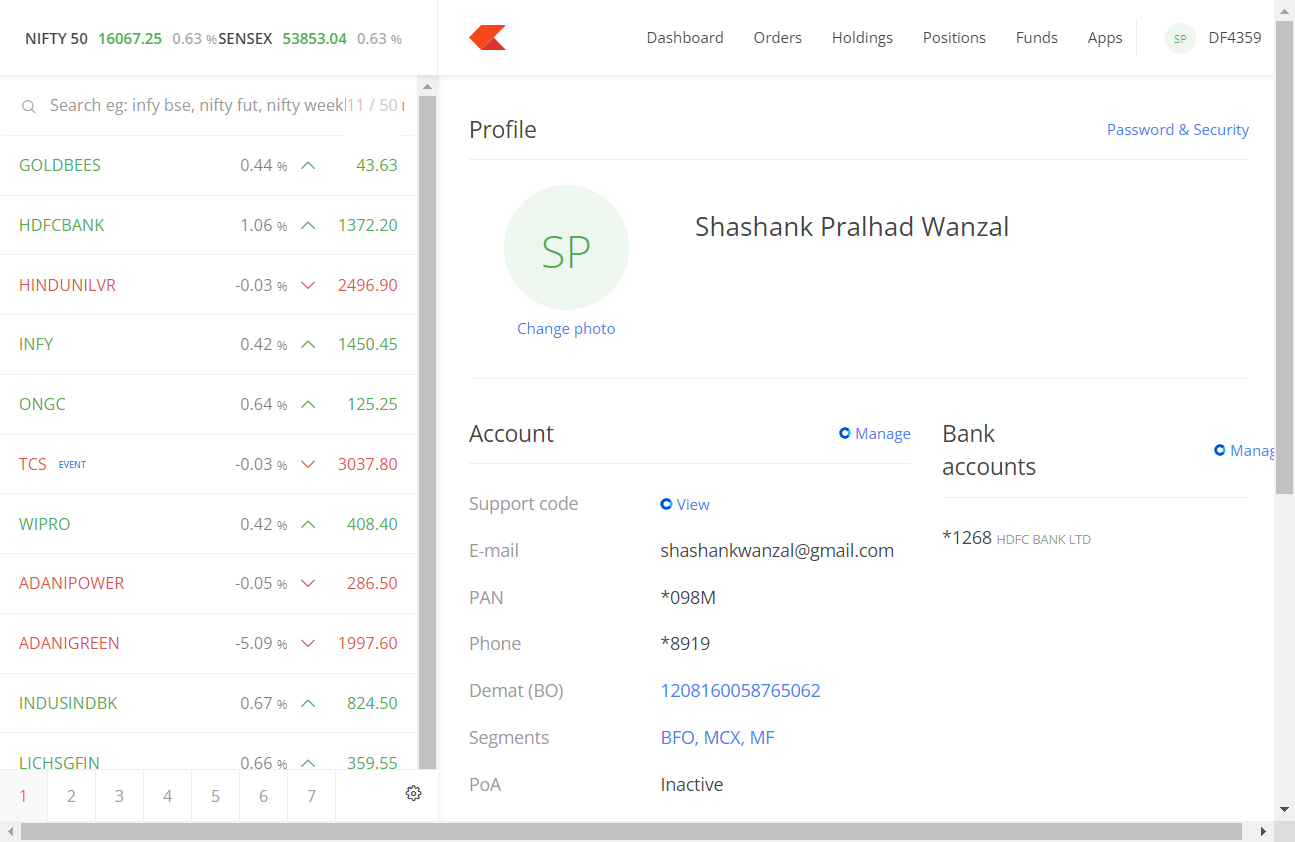 NIFTY 50 16067.25 0.63 % SENSEX 53853.04 0.63 %
Dashboard Orders Holdings Positions Funds Apps SP DF4359
Search eg: infy bse, nifty fut, nifty week 11 / 50
GOLDBEES 0.44 % 43.63
HDFCBANK 1.06 % 1372.20
HINDUNILVR -0.03 % 2496.90
INFY 0.42 % 1450.45
ONGC 0.64 % 125.25
TCS EVENT -0.03 % 3037.80
WIPRO 0.42 % 408.40
ADANIPOWER -0.05 % 286.50
ADANIGREEN -5.09 % 1997.60
INDUSINDBK 0.67 % 824.50
LICHSGFIN 0.66 % 359.55
1 2 3 4 5 6 7
Profile Password & Security
SP
Change photo
Shashank Pralhad Wanzal
Account Manage
Support code View
E-mail shashankwanzal@gmail.com
PAN *098M
Phone *8919
Demat (BO) 1208160058765062
Segments BFO, MCX, MF
PoA Inactive
Bank
accounts
Manag
*1268 HDFC BANK LTD